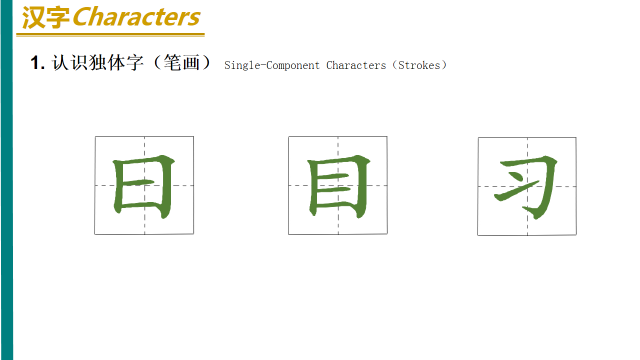 汉字Characters
1. 认识独体字（笔画） Single-Component Characters（Strokes）
日 目 习